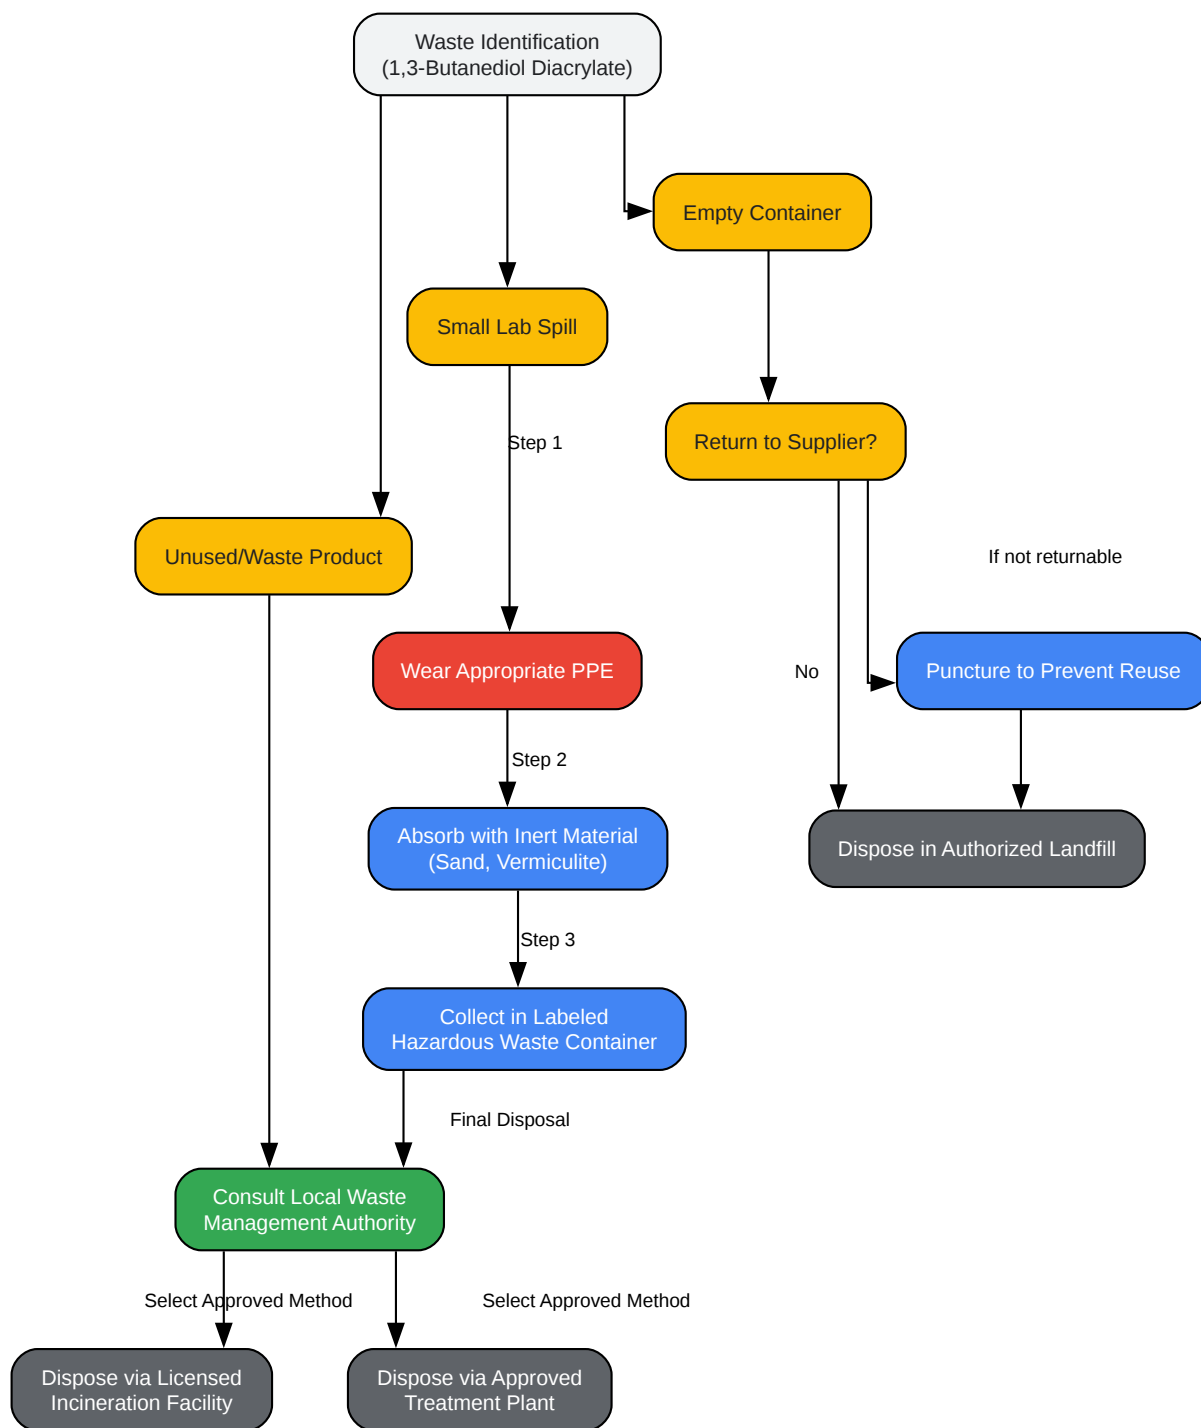 Waste Identification
(1,3-Butanediol Diacrylate)
Empty Container
Small Lab Spill
Return to Supplier?
Step 1
Unused/Waste Product
If not returnable
Wear Appropriate PPE
No
Puncture to Prevent Reuse
Step 2
Absorb with Inert Material
(Sand, Vermiculite)
Dispose in Authorized Landfill
Step 3
Collect in Labeled
Hazardous Waste Container
Final Disposal
Consult Local Waste
Management Authority
Select Approved Method
Select Approved Method
Dispose via Licensed
Incineration Facility
Dispose via Approved
Treatment Plant